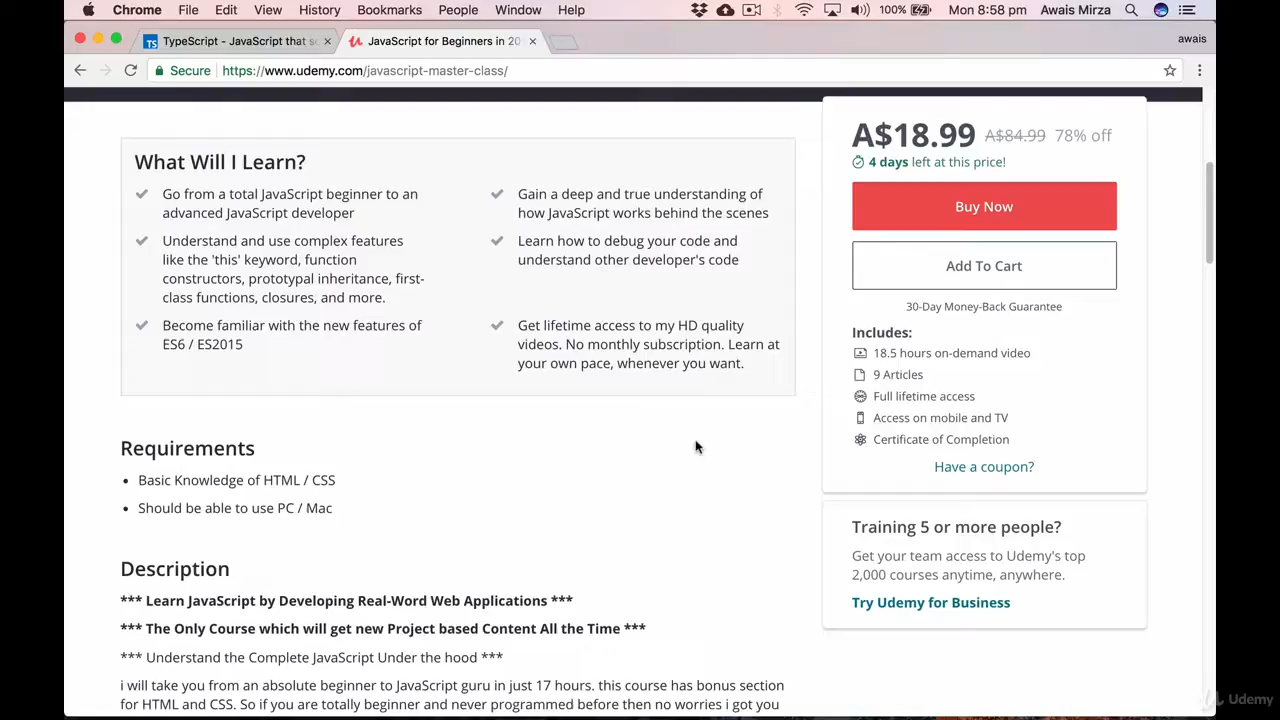 Chrome File Edit View History Bookmarks People Window Help 100% Mon 8:58 pm Awais Mirza
TS TypeScript - JavaScript that sc × JavaScript for Beginners in 20 × awais
Secure https://www.udemy.com/javascript-master-class/
What Will I Learn?
Go from a total JavaScript beginner to an
advanced JavaScript developer
Understand and use complex features
like the 'this' keyword, function
constructors, prototypal inheritance, first-
class functions, closures, and more.
Become familiar with the new features of
ES6 / ES2015
Gain a deep and true understanding of
how JavaScript works behind the scenes
Learn how to debug your code and
understand other developer's code
Get lifetime access to my HD quality
videos. No monthly subscription. Learn at
your own pace, whenever you want.
Requirements
• Basic Knowledge of HTML / CSS
• Should be able to use PC / Mac
Description
*** Learn JavaScript by Developing Real-Word Web Applications ***
*** The Only Course which will get new Project based Content All the Time ***
*** Understand the Complete JavaScript Under the hood ***
i will take you from an absolute beginner to JavaScript guru in just 17 hours. this course has bonus section
for HTML and CSS. So if you are totally beginner and never programmed before then no worries i got you
A$18.99 A$84.99 78% off
4 days left at this price!
Buy Now
Add To Cart
30-Day Money-Back Guarantee
Includes:
18.5 hours on-demand video
9 Articles
Full lifetime access
Access on mobile and TV
Certificate of Completion
Have a coupon?
Training 5 or more people?
Get your team access to Udemy's top
2,000 courses anytime, anywhere.
Try Udemy for Business
Udemy